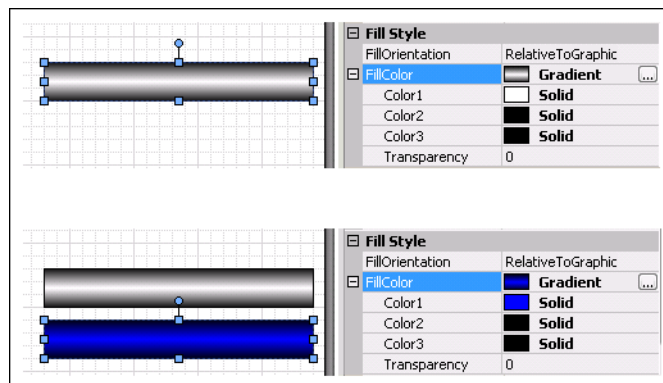 Fill Style
FillOrientation RelativeToGraphic
FillColor Gradient ...
Color1 Solid
Color2 Solid
Color3 Solid
Transparency 0
Fill Style
FillOrientation RelativeToGraphic
FillColor Gradient ...
Color1 Solid
Color2 Solid
Color3 Solid
Transparency 0